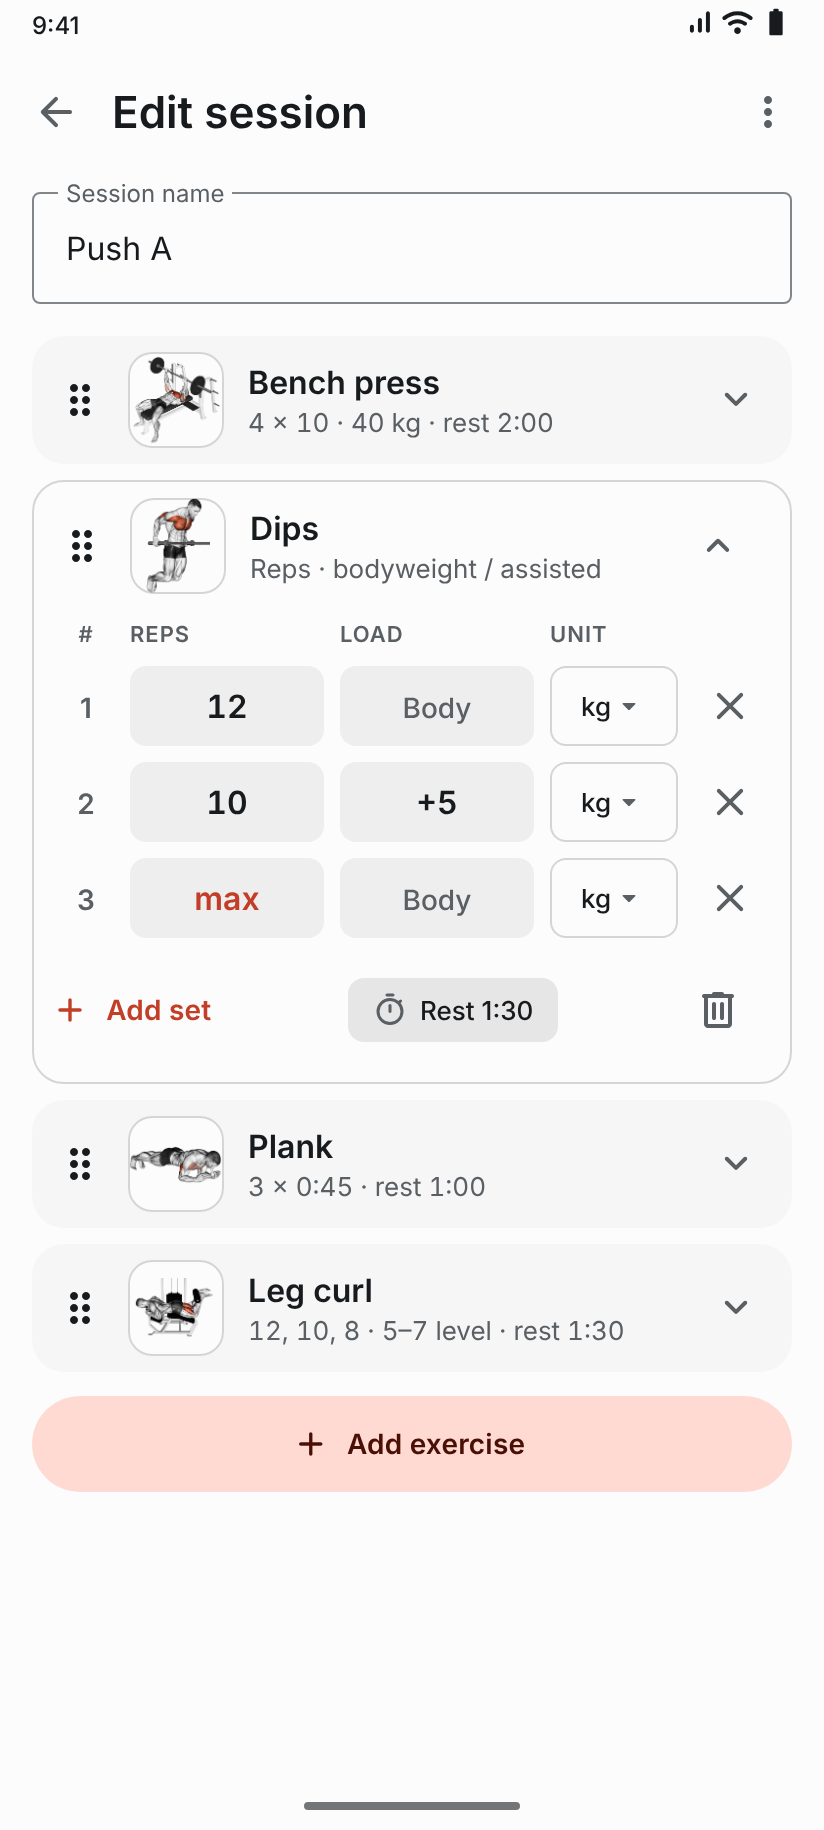 9:41
Edit session
Session name
Push A
Bench press
4 × 10 · 40 kg · rest 2:00
Dips
Reps · bodyweight / assisted
# REPS LOAD UNIT
1 12 Body kg
2 10 +5 kg
3 max Body kg
Add set Rest 1:30
Plank
3 × 0:45 · rest 1:00
Leg curl
12, 10, 8 · 5–7 level · rest 1:30
Add exercise